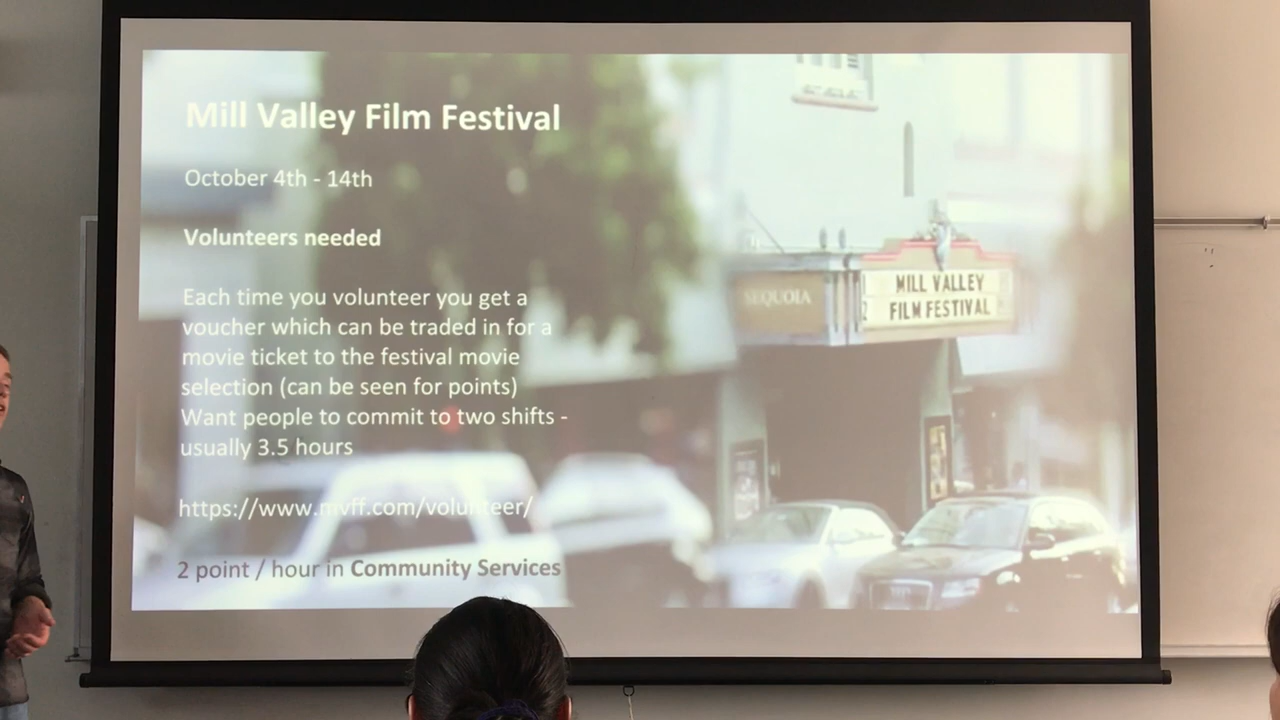 Mill Valley Film Festival
October 4th - 14th
Volunteers needed
Each time you volunteer you get a
voucher which can be traded in for a
movie ticket to the festival movie
selection (can be seen for points)
Want people to commit to two shifts -
usually 3.5 hours
https://www.mvff.com/volunteer/
2 point / hour in Community Services
SEQUOIA
1 MILL VALLEY
2 FILM FESTIVAL